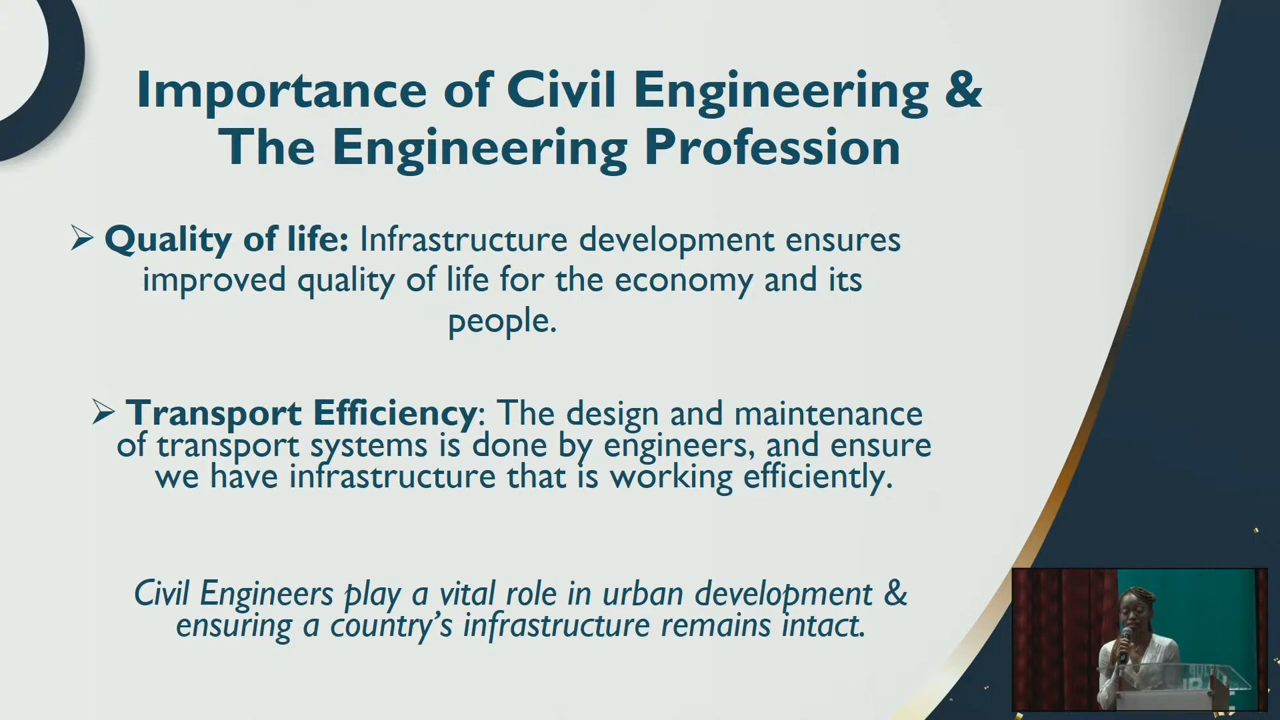 Importance of Civil Engineering &
The Engineering Profession
Quality of life: Infrastructure development ensures
improved quality of life for the economy and its
people.
Transport Efficiency: The design and maintenance
of transport systems is done by engineers, and ensure
we have infrastructure that is working efficiently.
Civil Engineers play a vital role in urban development &
ensuring a country's infrastructure remains intact.